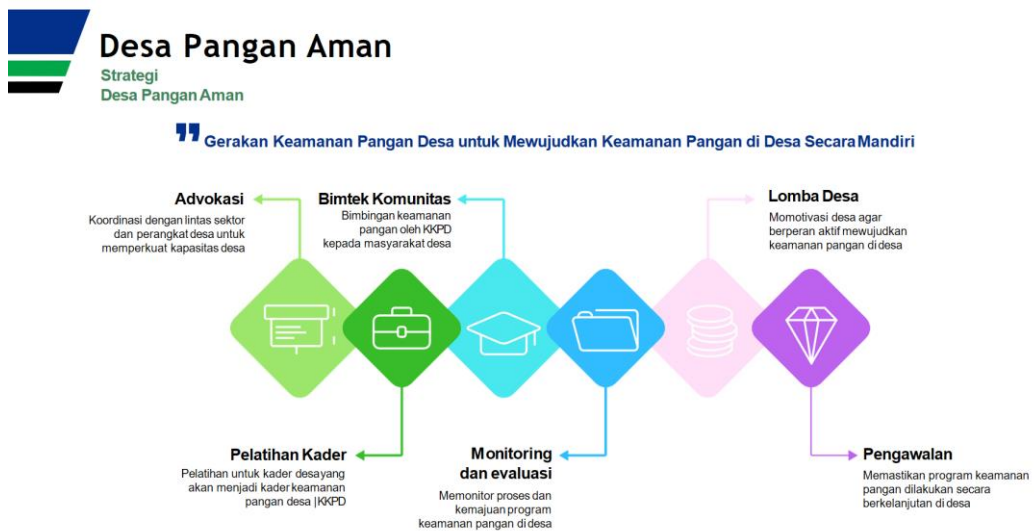 Desa Pangan Aman
Strategi
Desa Pangan Aman
Gerakan Keamanan Pangan Desa untuk Mewujudkan Keamanan Pangan di Desa Secara Mandiri
Advokasi
Koordinasi dengan lintas sektor
dan perangkat desa untuk
memperkuat kapasitas desa
Bimtek Komunitas
Bimbingan keamanan
pangan oleh KKPD
kepada masyarakat desa
Lomba Desa
Momotivasi desa agar
berperan aktif mewujudkan
keamanan pangan di desa
Pelatihan Kader
Pelatihan untuk kader desa yang
akan menjadi kader keamanan
pangan desa |KKPD
Monitoring
dan evaluasi
Memonitor proses dan
kemajuan program
keamanan pangan di desa
Pengawalan
Memastikan program keamanan
pangan dilakukan secara
berkelanjutan di desa